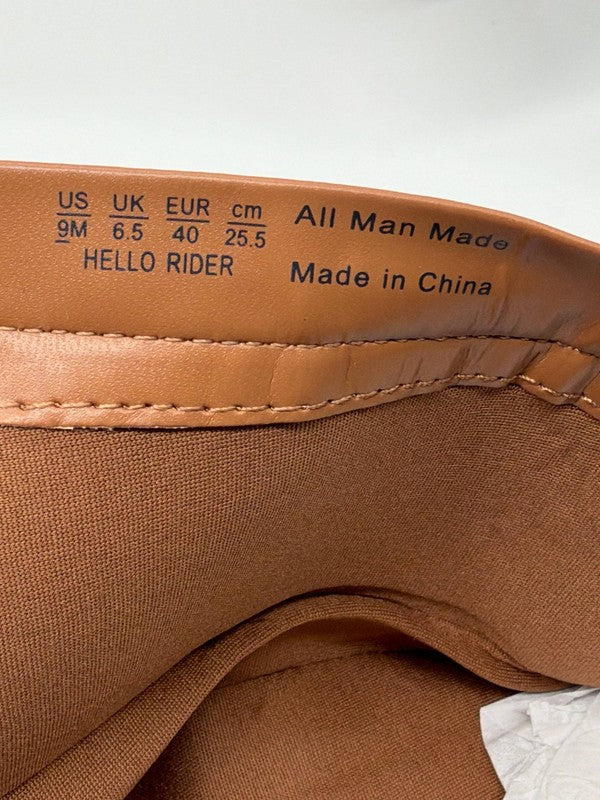 US UK EUR cm
9M 6.5 40 25.5
HELLO RIDER
All Man Made
Made in China